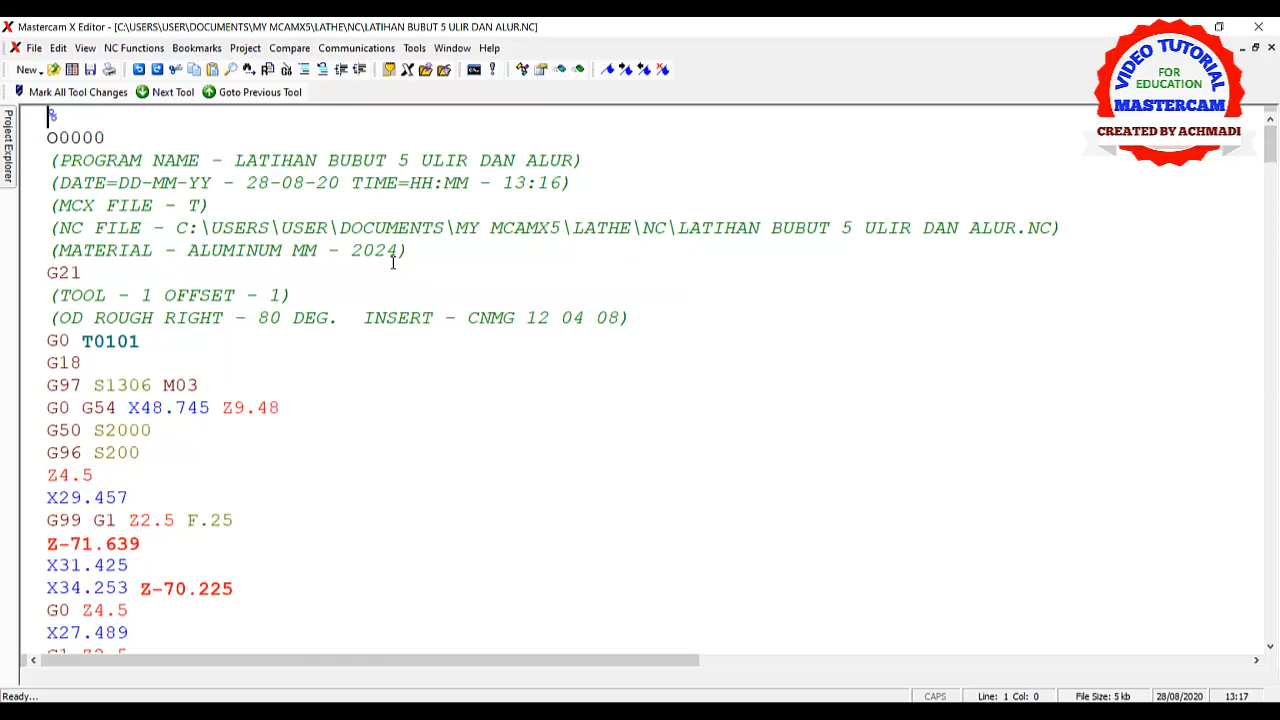 Mastercam X Editor - [C:\USERS\USER\DOCUMENTS\MY MCAMX5\LATHE\NC\LATIHAN BUBUT 5 ULIR DAN ALUR.NC]
File Edit View NC Functions Bookmarks Project Compare Communications Tools Window Help
New
Mark All Tool Changes Next Tool Goto Previous Tool
Project Explorer
%
O0000
(PROGRAM NAME - LATIHAN BUBUT 5 ULIR DAN ALUR)
(DATE=DD-MM-YY - 28-08-20 TIME=HH:MM - 13:16)
(MCX FILE - T)
(NC FILE - C:\USERS\USER\DOCUMENTS\MY MCAMX5\LATHE\NC\LATIHAN BUBUT 5 ULIR DAN ALUR.NC)
(MATERIAL - ALUMINUM MM - 2024)
G21
(TOOL - 1 OFFSET - 1)
(OD ROUGH RIGHT - 80 DEG.  INSERT - CNMG 12 04 08)
G0 T0101
G18
G97 S1306 M03
G0 G54 X48.745 Z9.48
G50 S2000
G96 S200
Z4.5
X29.457
G99 G1 Z2.5 F.25
Z-71.639
X31.425
X34.253 Z-70.225
G0 Z4.5
X27.489
G1 Z2.5
VIDEO TUTORIAL
FOR
EDUCATION
MASTERCAM
CREATED BY ACHMADI
Ready... CAPS Line: 1 Col: 0 File Size: 5 kb 28/08/2020 13:17